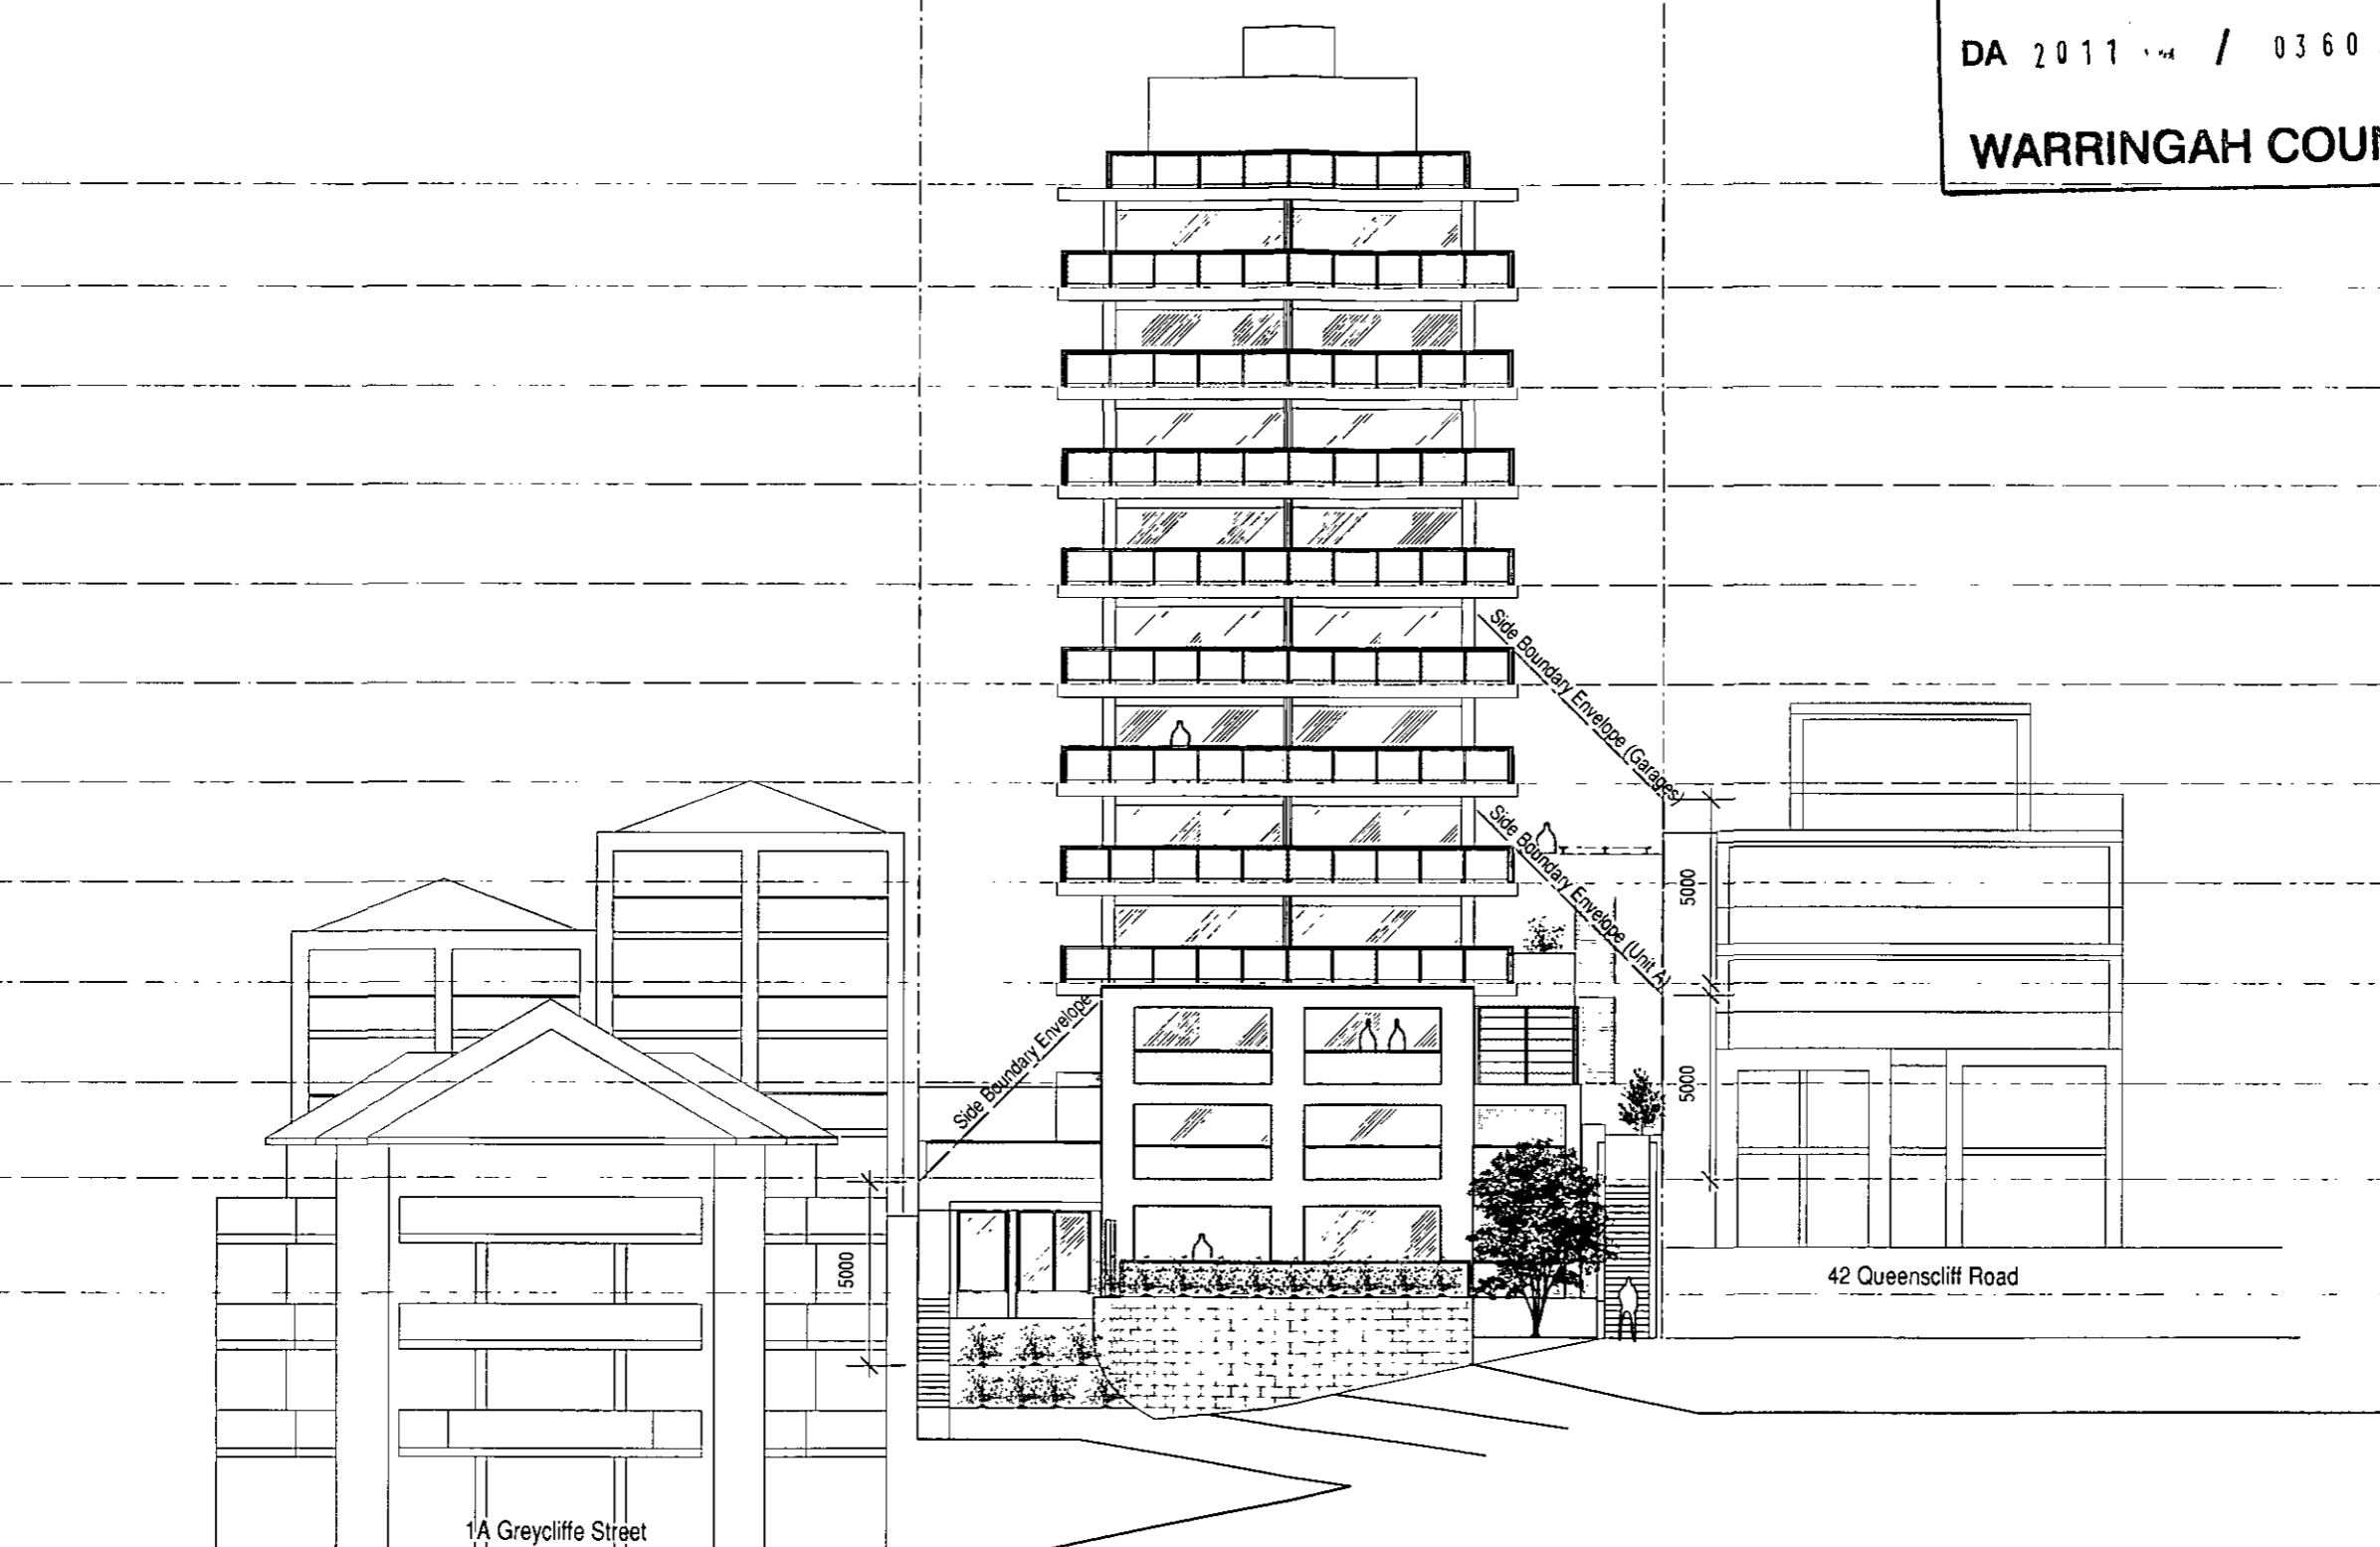 DA 2011 / 0360
WARRINGAH COUN
Side Boundary Envelope (Garages)
Side Boundary Envelope (Unit A)
5000
Side Boundary Envelope
5000
5000
42 Queenscliff Road
1A Greycliffe Street